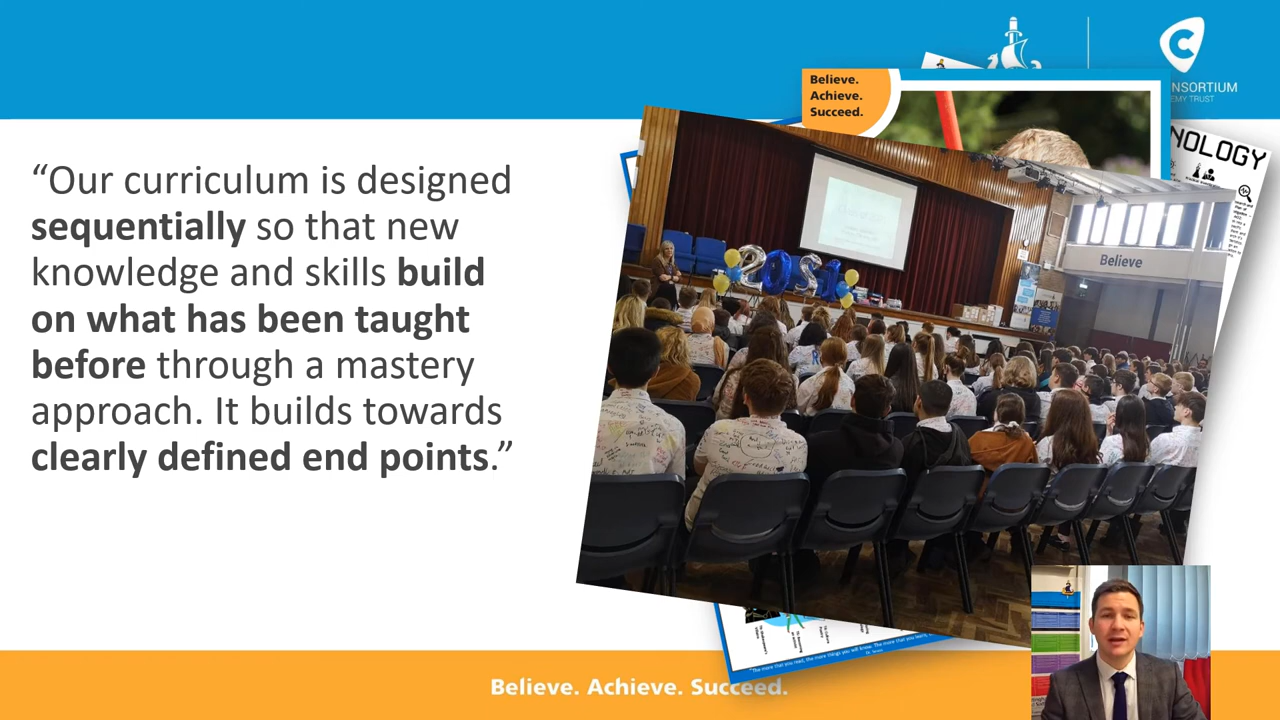 NSORTIUM
EMY TRUST
Believe.
Achieve.
Succeed.
NOLOGY
“Our curriculum is designed
sequentially so that new
knowledge and skills build
on what has been taught
before through a mastery
approach. It builds towards
clearly defined end points.”
Believe
Believe. Achieve. Succeed.